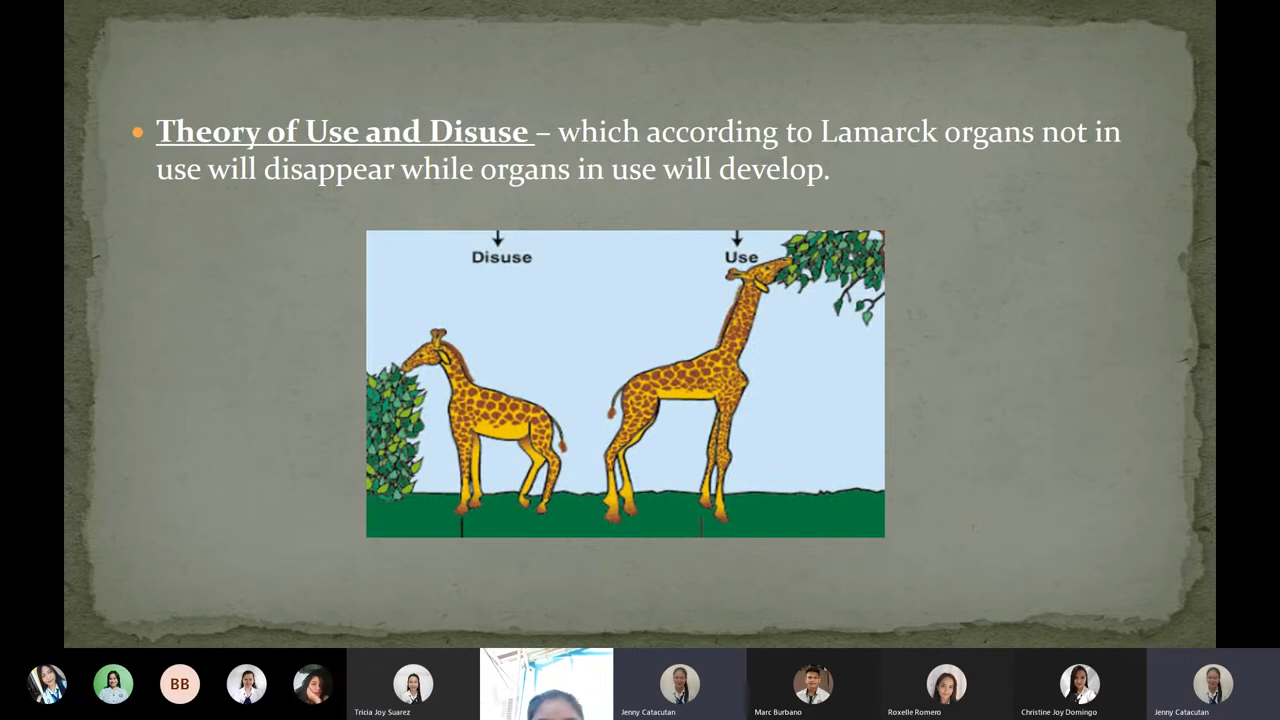 Theory of Use and Disuse – which according to Lamarck organs not in
use will disappear while organs in use will develop.
Disuse
Use
BB
Tricia Joy Suarez
Jenny Catacutan
Marc Burbano
Roxelle Romero
Christine Joy Domingo
Jenny Catacutan